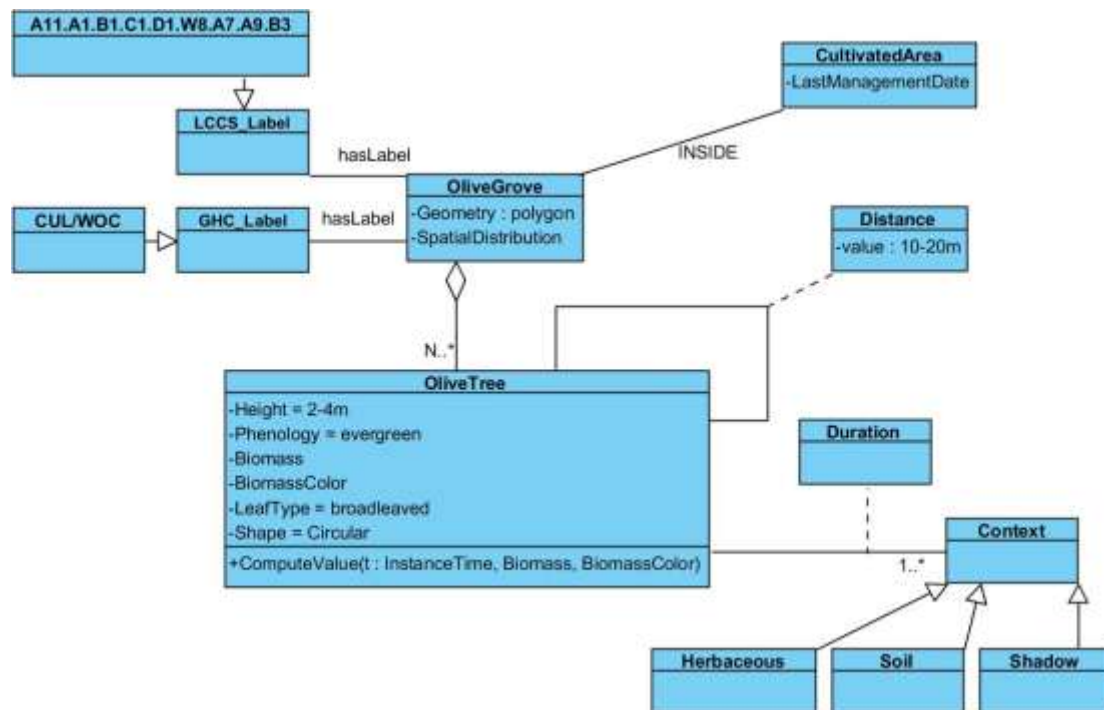 A11.A1.B1.C1.D1.W8.A7.A9.B3
CultivatedArea
-LastManagementDate
LCCS_Label
hasLabel
INSIDE
OliveGrove
-Geometry : polygon
-SpatialDistribution
CUL/WOC
GHC_Label
hasLabel
Distance
-value : 10-20m
N..*
OliveTree
-Height = 2-4m
-Phenology = evergreen
-Biomass
-BiomassColor
-LeafType = broadleaved
-Shape = Circular
+ComputeValue(t : InstanceTime, Biomass, BiomassColor)
Duration
Context
1..*
Herbaceous
Soil
Shadow